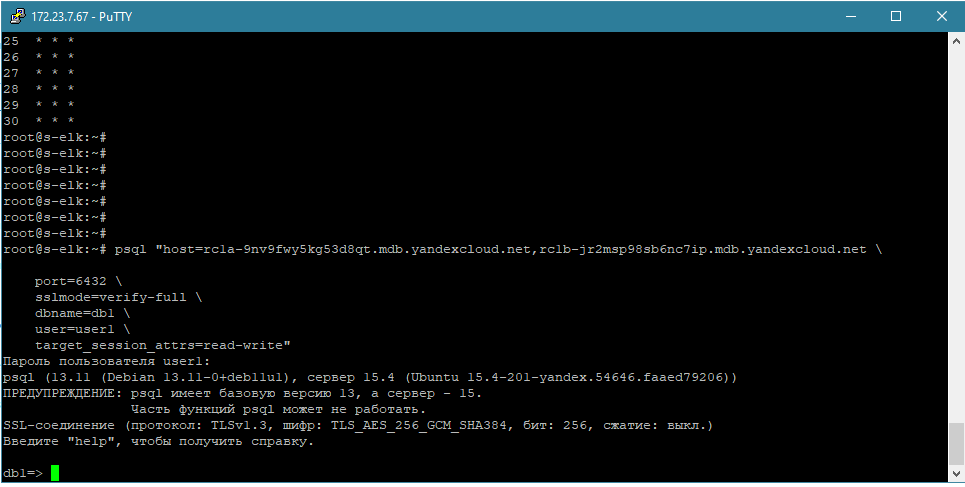 172.23.7.67 - PuTTY
25 * * *
26 * * *
27 * * *
28 * * *
29 * * *
30 * * *
root@s-elk:~#
root@s-elk:~#
root@s-elk:~#
root@s-elk:~#
root@s-elk:~#
root@s-elk:~#
root@s-elk:~#
root@s-elk:~# psql "host=rc1a-9nv9fwy5kg53d8qt.mdb.yandexcloud.net,rc1b-jr2msp98sb6nc7ip.mdb.yandexcloud.net \
port=6432 \
sslmode=verify-full \
dbname=db1 \
user=user1 \
target_session_attrs=read-write"
Пароль пользователя user1:
psql (13.11 (Debian 13.11-0+deb11u1), сервер 15.4 (Ubuntu 15.4-201-yandex.54646.faaed79206))
ПРЕДУПРЕЖДЕНИЕ: psql имеет базовую версию 13, а сервер - 15.
Часть функций psql может не работать.
SSL-соединение (протокол: TLSv1.3, шифр: TLS_AES_256_GCM_SHA384, бит: 256, сжатие: выкл.)
Введите "help", чтобы получить справку.
db1=>